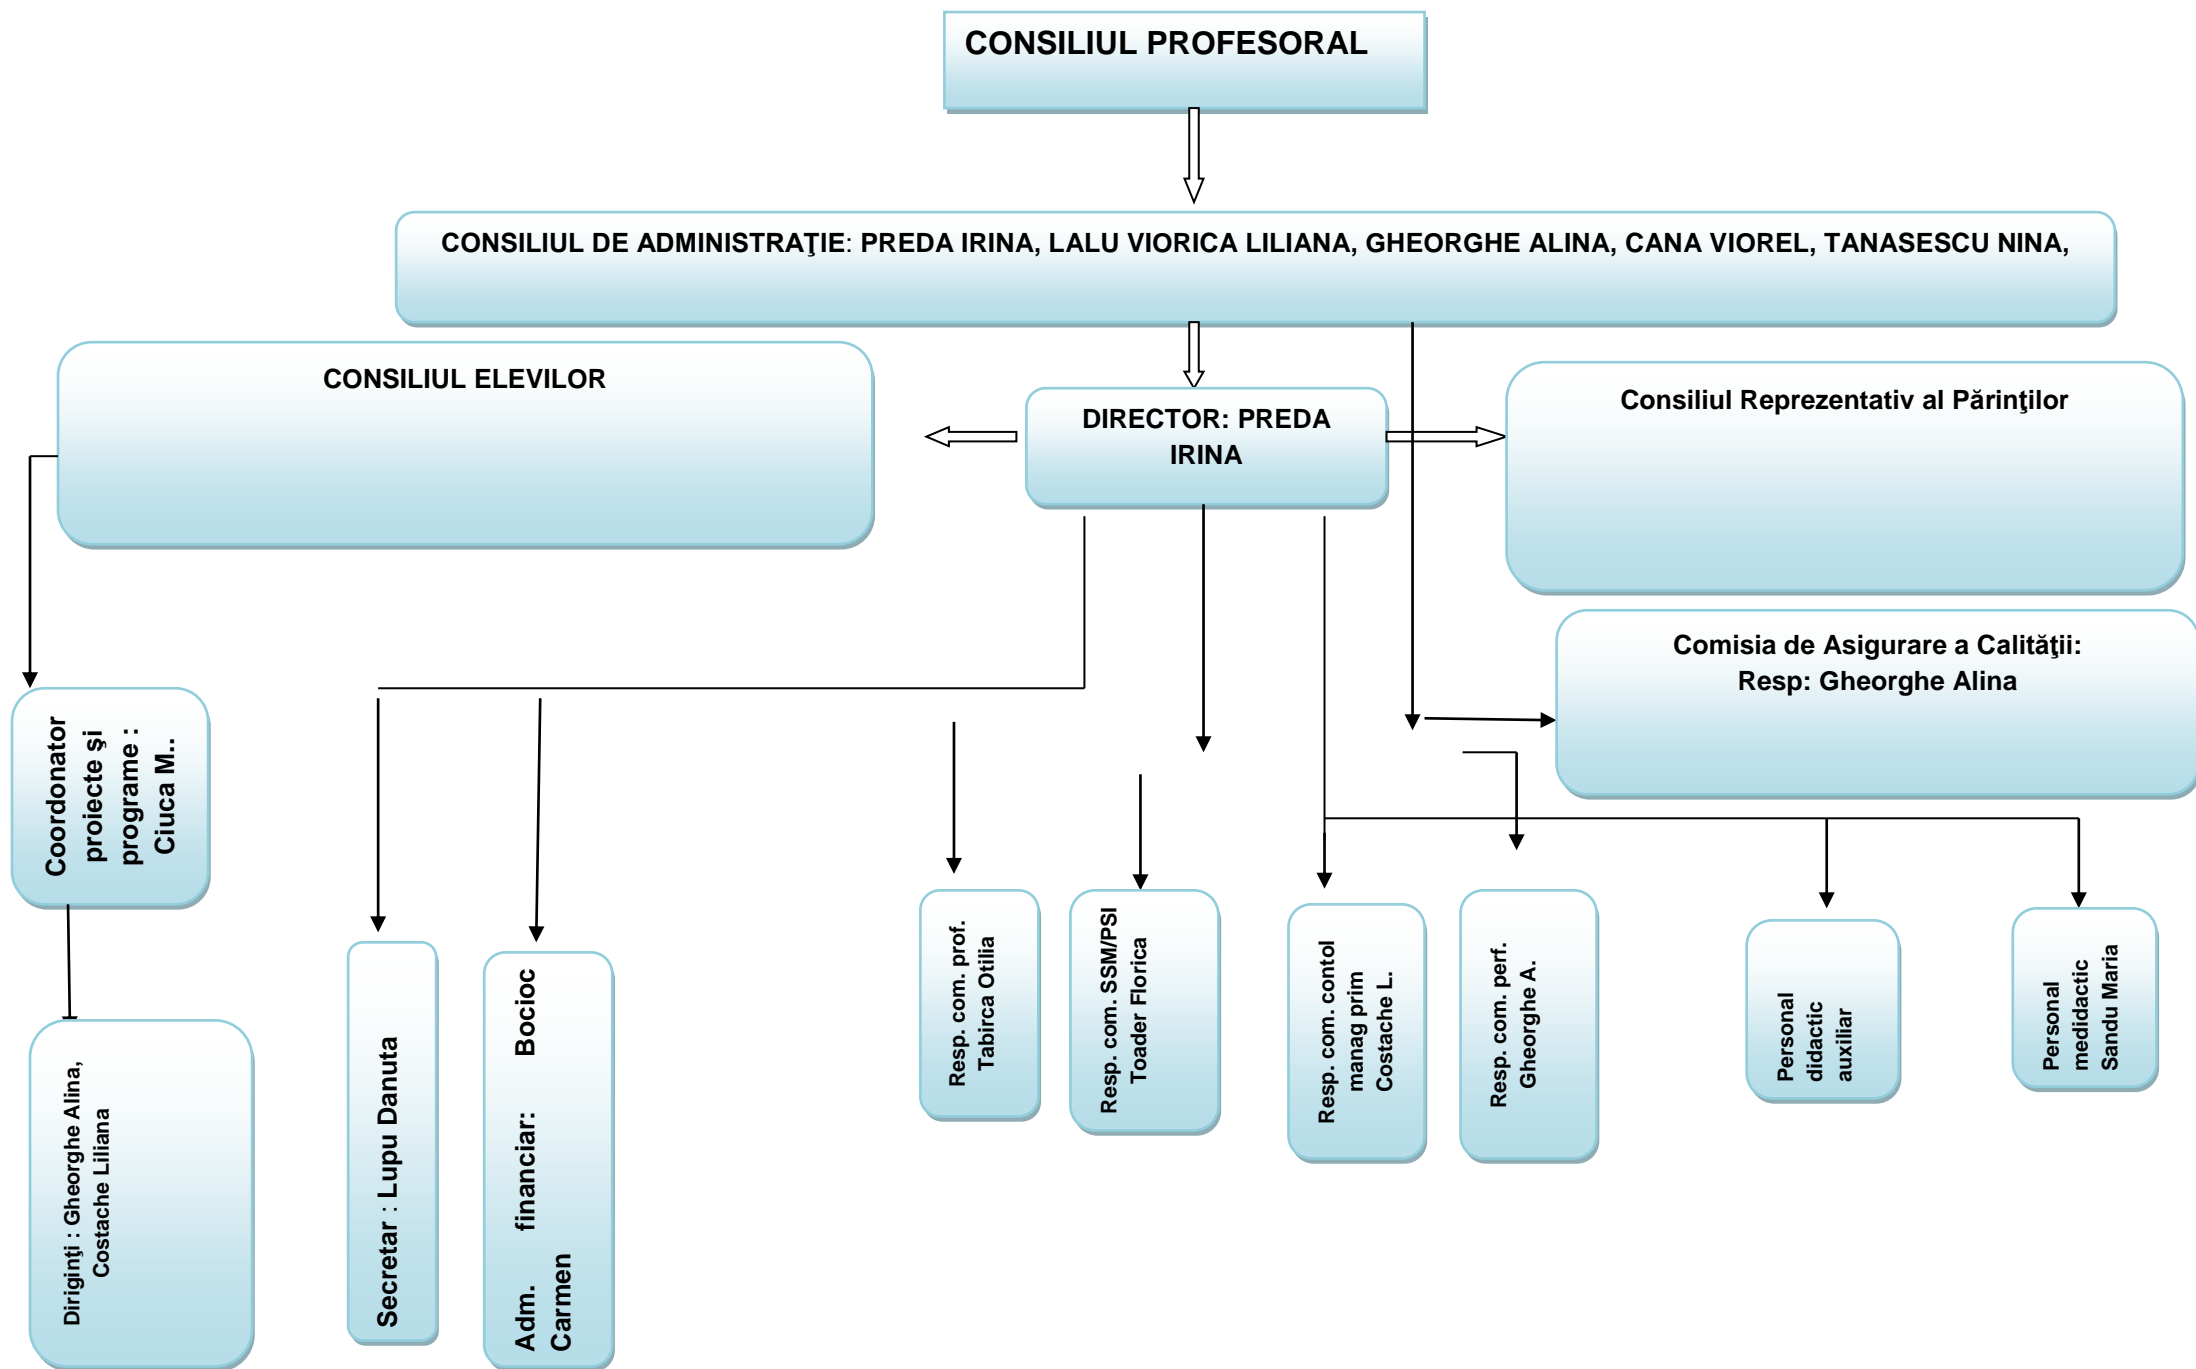 CONSILIUL PROFESORAL
CONSILIUL DE ADMINISTRAŢIE: PREDA IRINA, LALU VIORICA LILIANA, GHEORGHE ALINA, CANA VIOREL, TANASESCU NINA,
CONSILIUL ELEVILOR
DIRECTOR: PREDA
IRINA
Consiliul Reprezentativ al Părinţilor
Comisia de Asigurare a Calităţii:
Resp: Gheorghe Alina
Coordonator
proiecte şi
programe :
Ciuca M..
Diriginţi : Gheorghe Alina,
Costache Liliana
Secretar : Lupu Danuta
Adm. financiar: Bocioc
Carmen
Resp. com. prof.
Tabirca Otilia
Resp. com. SSM/PSI
Toader Florica
Resp. com. contol
manag prim
Costache L.
Resp. com. perf.
Gheorghe A.
Personal
didactic
auxiliar
Personal
medidactic
Sandu Maria